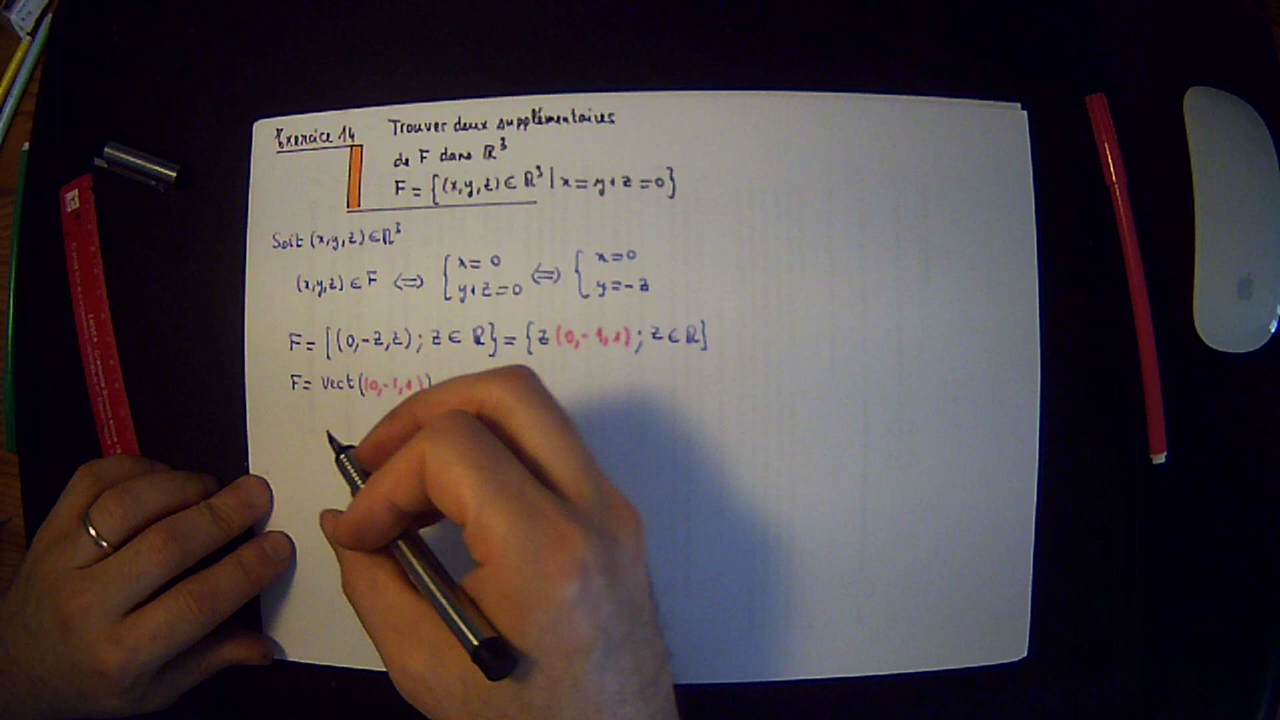 Exercice 14
Trouver deux supplémentaires
de F dans ℝ³
F = {(x,y,z) ∈ ℝ³ | x = y+z = 0}
Soit (x,y,z) ∈ ℝ³
(x,y,z) ∈ F ⟺ { x = 0 y+z = 0 ⟺ { x = 0 y = -z
F = {(0,-z,z) ; z ∈ ℝ} = {z (0,-1,1) ; z ∈ ℝ}
F = Vect((0,-1,1))